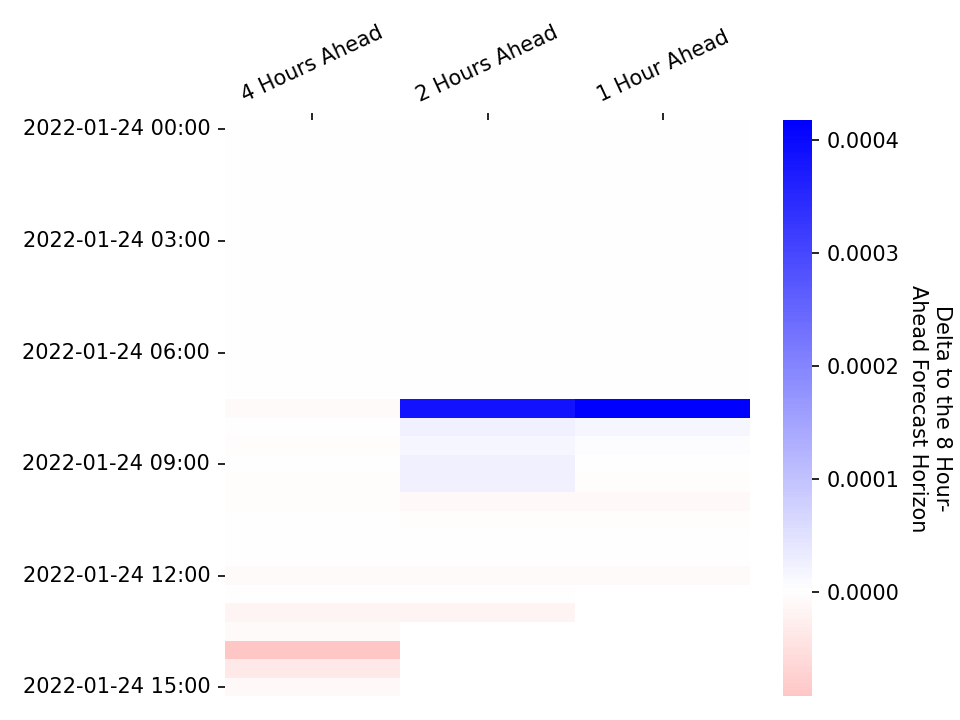 4 Hours Ahead
2 Hours Ahead
1 Hour Ahead
2022-01-24 00:00
2022-01-24 03:00
2022-01-24 06:00
2022-01-24 09:00
2022-01-24 12:00
2022-01-24 15:00
0.0004
0.0003
0.0002
0.0001
0.0000
Delta to the 8 Hour-
Ahead Forecast Horizon